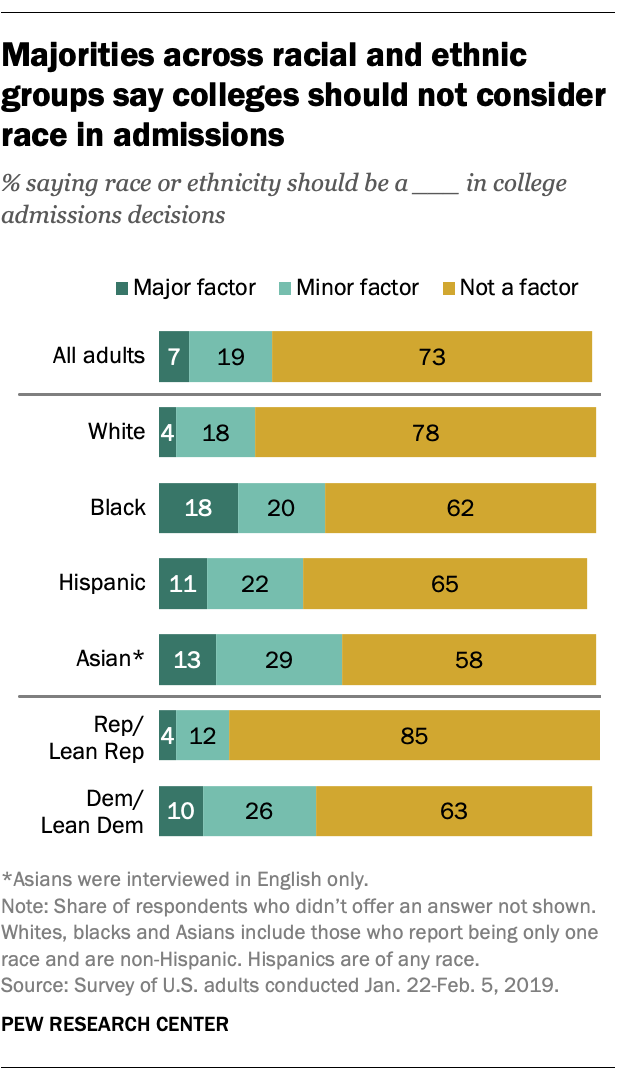 Majorities across racial and ethnic
groups say colleges should not consider
race in admissions
% saying race or ethnicity should be a ___ in college
admissions decisions
Major factor Minor factor Not a factor
All adults 7 19 73
White 4 18 78
Black 18 20 62
Hispanic 11 22 65
Asian* 13 29 58
Rep/
Lean Rep 4 12 85
Dem/
Lean Dem 10 26 63
*Asians were interviewed in English only.
Note: Share of respondents who didn't offer an answer not shown.
Whites, blacks and Asians include those who report being only one
race and are non-Hispanic. Hispanics are of any race.
Source: Survey of U.S. adults conducted Jan. 22-Feb. 5, 2019.
PEW RESEARCH CENTER